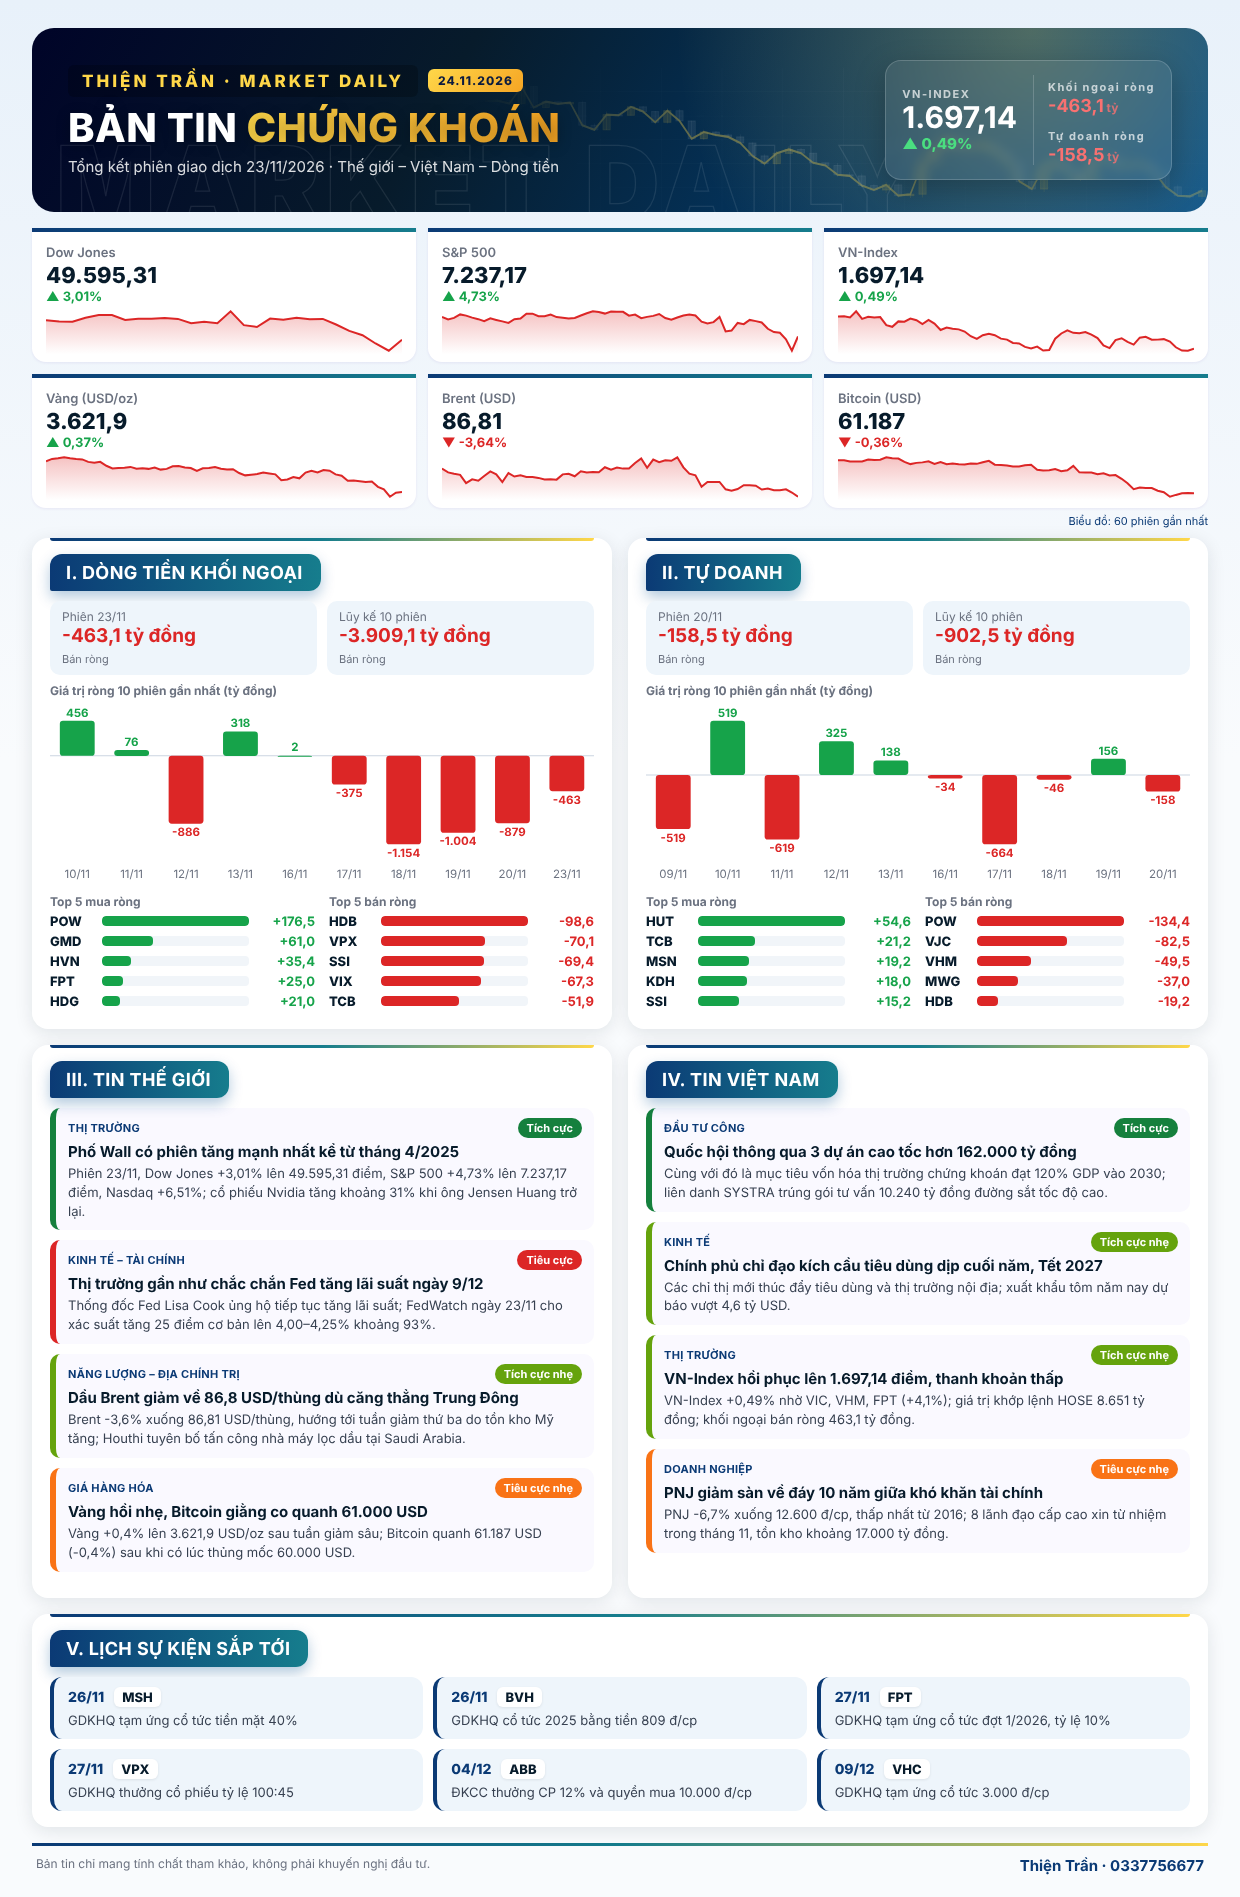 THIỆN TRẦN · MARKET DAILY
24.11.2026
BẢN TIN CHỨNG KHOÁN
Tổng kết phiên giao dịch 23/11/2026 · Thế giới – Việt Nam – Dòng tiền
MARKET DAILY
VN-INDEX
1.697,14
▲ 0,49%
Khối ngoại ròng
-463,1 tỷ
Tự doanh ròng
-158,5 tỷ
Dow Jones
49.595,31
▲ 3,01%
S&P 500
7.237,17
▲ 4,73%
VN-Index
1.697,14
▲ 0,49%
Vàng (USD/oz)
3.621,9
▲ 0,37%
Brent (USD)
86,81
▼ -3,64%
Bitcoin (USD)
61.187
▼ -0,36%
Biểu đồ: 60 phiên gần nhất
I. DÒNG TIỀN KHỐI NGOẠI
Phiên 23/11
-463,1 tỷ đồng
Bán ròng
Lũy kế 10 phiên
-3.909,1 tỷ đồng
Bán ròng
Giá trị ròng 10 phiên gần nhất (tỷ đồng)
456
76
-886
318
2
-375
-1.154
-1.004
-879
-463
10/11 11/11 12/11 13/11 16/11 17/11 18/11 19/11 20/11 23/11
Top 5 mua ròng
POW +176,5
GMD +61,0
HVN +35,4
FPT +25,0
HDG +21,0
Top 5 bán ròng
HDB -98,6
VPX -70,1
SSI -69,4
VIX -67,3
TCB -51,9
II. TỰ DOANH
Phiên 20/11
-158,5 tỷ đồng
Bán ròng
Lũy kế 10 phiên
-902,5 tỷ đồng
Bán ròng
Giá trị ròng 10 phiên gần nhất (tỷ đồng)
-519
519
-619
325
138
-34
-664
-46
156
-158
09/11 10/11 11/11 12/11 13/11 16/11 17/11 18/11 19/11 20/11
Top 5 mua ròng
HUT +54,6
TCB +21,2
MSN +19,2
KDH +18,0
SSI +15,2
Top 5 bán ròng
POW -134,4
VJC -82,5
VHM -49,5
MWG -37,0
HDB -19,2
III. TIN THẾ GIỚI
THỊ TRƯỜNG
Tích cực
Phố Wall có phiên tăng mạnh nhất kể từ tháng 4/2025
Phiên 23/11, Dow Jones +3,01% lên 49.595,31 điểm, S&P 500 +4,73% lên 7.237,17
điểm, Nasdaq +6,51%; cổ phiếu Nvidia tăng khoảng 31% khi ông Jensen Huang trở
lại.
KINH TẾ – TÀI CHÍNH
Tiêu cực
Thị trường gần như chắc chắn Fed tăng lãi suất ngày 9/12
Thống đốc Fed Lisa Cook ủng hộ tiếp tục tăng lãi suất; FedWatch ngày 23/11 cho
xác suất tăng 25 điểm cơ bản lên 4,00–4,25% khoảng 93%.
NĂNG LƯỢNG – ĐỊA CHÍNH TRỊ
Tích cực nhẹ
Dầu Brent giảm về 86,8 USD/thùng dù căng thẳng Trung Đông
Brent -3,6% xuống 86,81 USD/thùng, hướng tới tuần giảm thứ ba do tồn kho Mỹ
tăng; Houthi tuyên bố tấn công nhà máy lọc dầu tại Saudi Arabia.
GIÁ HÀNG HÓA
Tiêu cực nhẹ
Vàng hồi nhẹ, Bitcoin giằng co quanh 61.000 USD
Vàng +0,4% lên 3.621,9 USD/oz sau tuần giảm sâu; Bitcoin quanh 61.187 USD
(-0,4%) sau khi có lúc thủng mốc 60.000 USD.
IV. TIN VIỆT NAM
ĐẦU TƯ CÔNG
Tích cực
Quốc hội thông qua 3 dự án cao tốc hơn 162.000 tỷ đồng
Cùng với đó là mục tiêu vốn hóa thị trường chứng khoán đạt 120% GDP vào 2030;
liên danh SYSTRA trúng gói tư vấn 10.240 tỷ đồng đường sắt tốc độ cao.
KINH TẾ
Tích cực nhẹ
Chính phủ chỉ đạo kích cầu tiêu dùng dịp cuối năm, Tết 2027
Các chỉ thị mới thúc đẩy tiêu dùng và thị trường nội địa; xuất khẩu tôm năm nay dự
báo vượt 4,6 tỷ USD.
THỊ TRƯỜNG
Tích cực nhẹ
VN-Index hồi phục lên 1.697,14 điểm, thanh khoản thấp
VN-Index +0,49% nhờ VIC, VHM, FPT (+4,1%); giá trị khớp lệnh HOSE 8.651 tỷ
đồng; khối ngoại bán ròng 463,1 tỷ đồng.
DOANH NGHIỆP
Tiêu cực nhẹ
PNJ giảm sàn về đáy 10 năm giữa khó khăn tài chính
PNJ -6,7% xuống 12.600 đ/cp, thấp nhất từ 2016; 8 lãnh đạo cấp cao xin từ nhiệm
trong tháng 11, tồn kho khoảng 17.000 tỷ đồng.
V. LỊCH SỰ KIỆN SẮP TỚI
26/11 MSH
GDKHQ tạm ứng cổ tức tiền mặt 40%
26/11 BVH
GDKHQ cổ tức 2025 bằng tiền 809 đ/cp
27/11 FPT
GDKHQ tạm ứng cổ tức đợt 1/2026, tỷ lệ 10%
27/11 VPX
GDKHQ thưởng cổ phiếu tỷ lệ 100:45
04/12 ABB
ĐKCC thưởng CP 12% và quyền mua 10.000 đ/cp
09/12 VHC
GDKHQ tạm ứng cổ tức 3.000 đ/cp
Bản tin chỉ mang tính chất tham khảo, không phải khuyến nghị đầu tư.
Thiện Trần · 0337756677